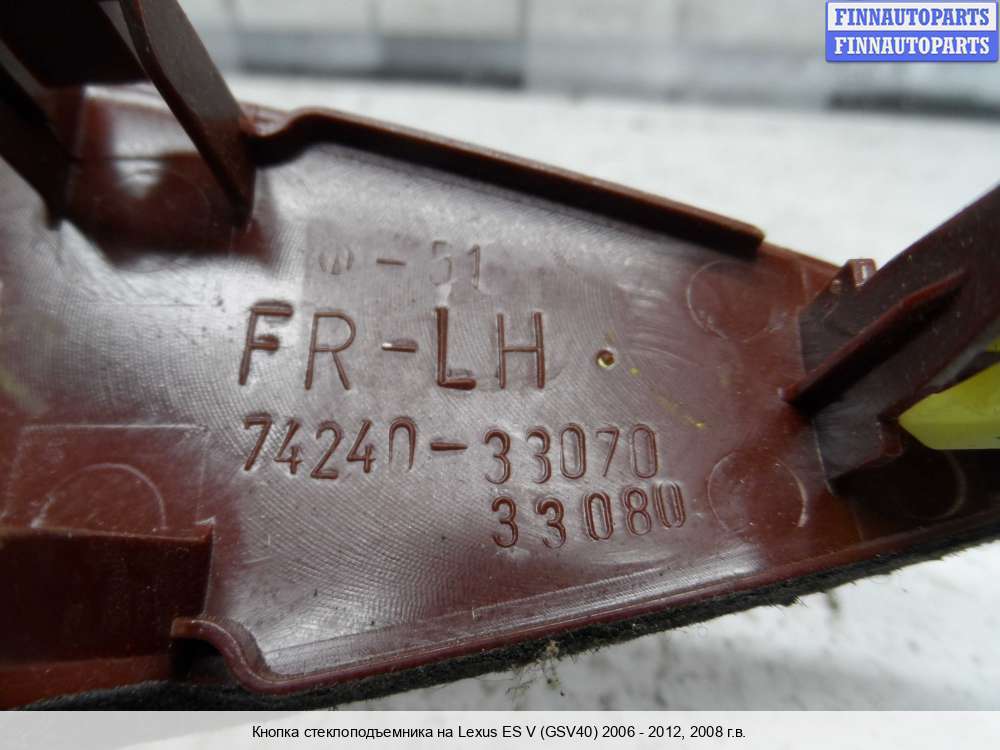 FINNAUTOPARTS
FINNAUTOPARTS
FR-LH
74240-33070
33080
Кнопка стеклоподъемника на Lexus ES V (GSV40) 2006 - 2012, 2008 г.в.